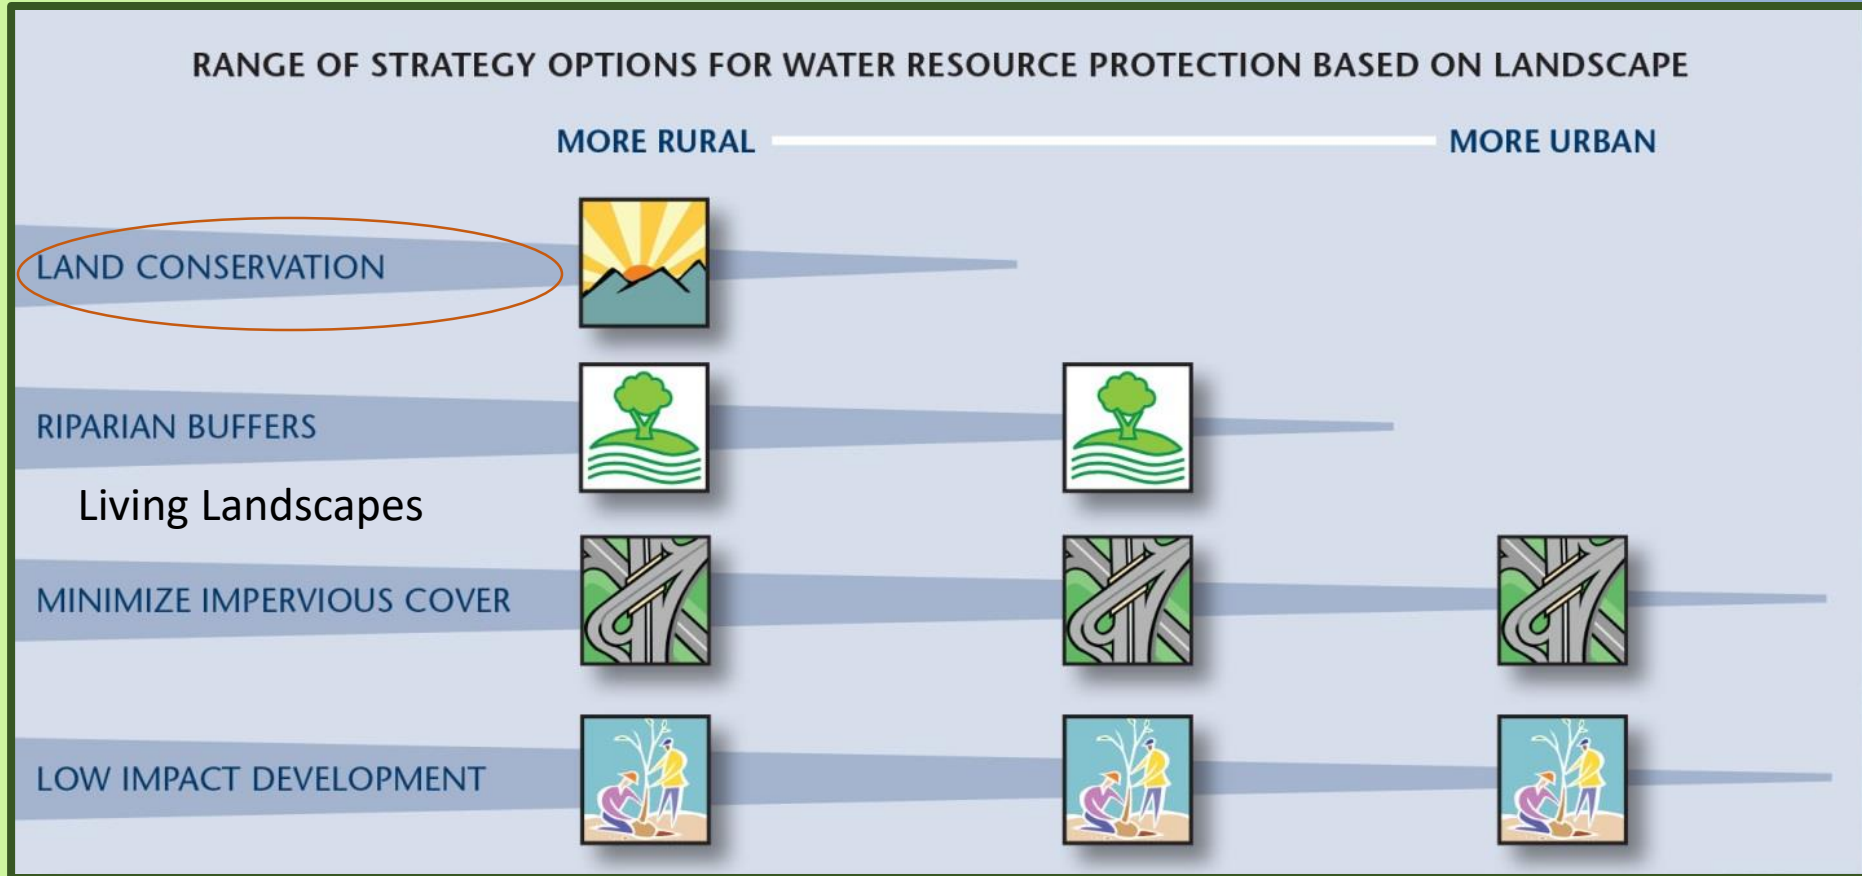 RANGE OF STRATEGY OPTIONS FOR WATER RESOURCE PROTECTION BASED ON LANDSCAPE
MORE RURAL MORE URBAN
LAND CONSERVATION
RIPARIAN BUFFERS
Living Landscapes
MINIMIZE IMPERVIOUS COVER
LOW IMPACT DEVELOPMENT